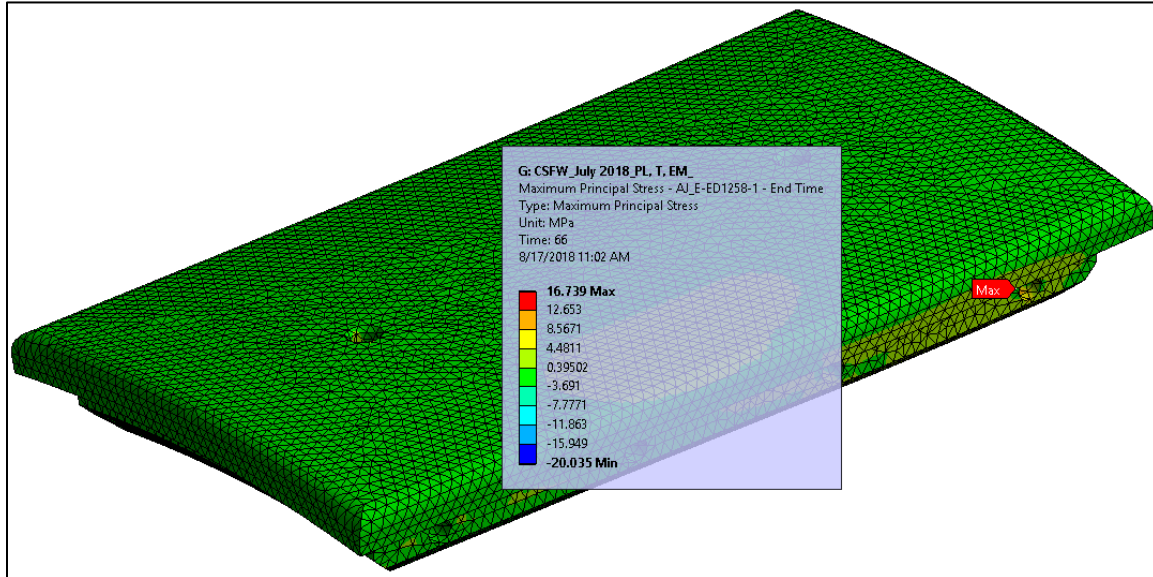 G: CSFW_July 2018_PL, T, EM_
Maximum Principal Stress - AJ_E-ED1258-1 - End Time
Type: Maximum Principal Stress
Unit: MPa
Time: 66
8/17/2018 11:02 AM
16.739 Max
12.653
8.5671
4.4811
0.39502
-3.691
-7.7771
-11.863
-15.949
-20.035 Min
Max